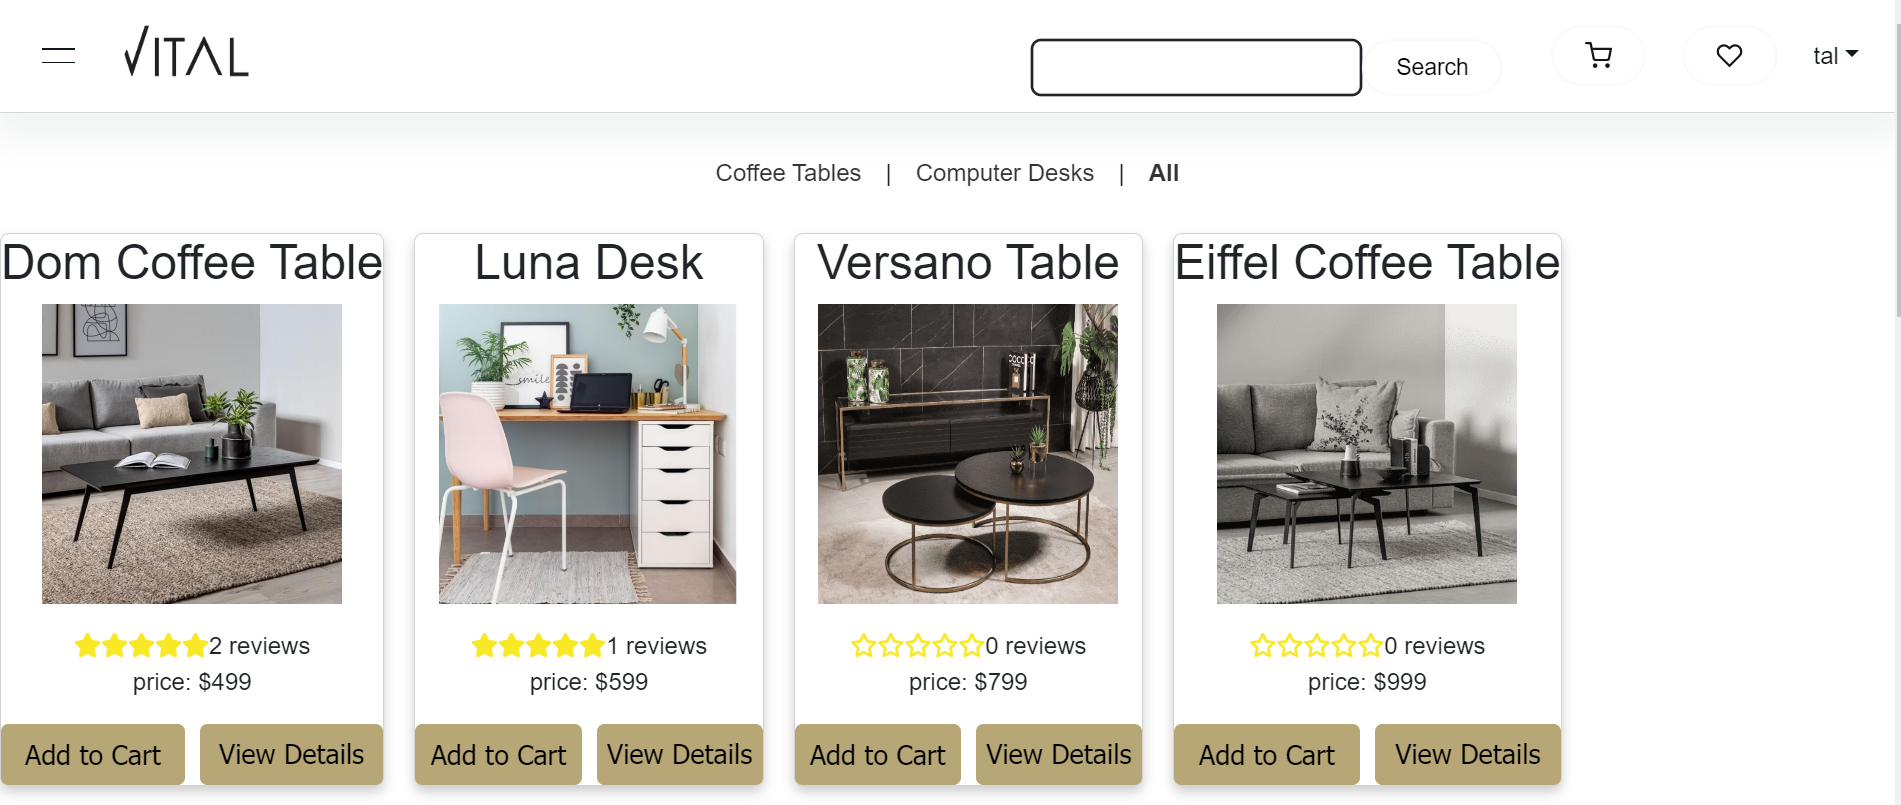 VITAL
Search
tal
Coffee Tables | Computer Desks | All
Dom Coffee Table
Luna Desk
Versano Table
Eiffel Coffee Table
smile
COCO
2 reviews
price: $499
1 reviews
price: $599
0 reviews
price: $799
0 reviews
price: $999
Add to Cart
View Details
Add to Cart
View Details
Add to Cart
View Details
Add to Cart
View Details